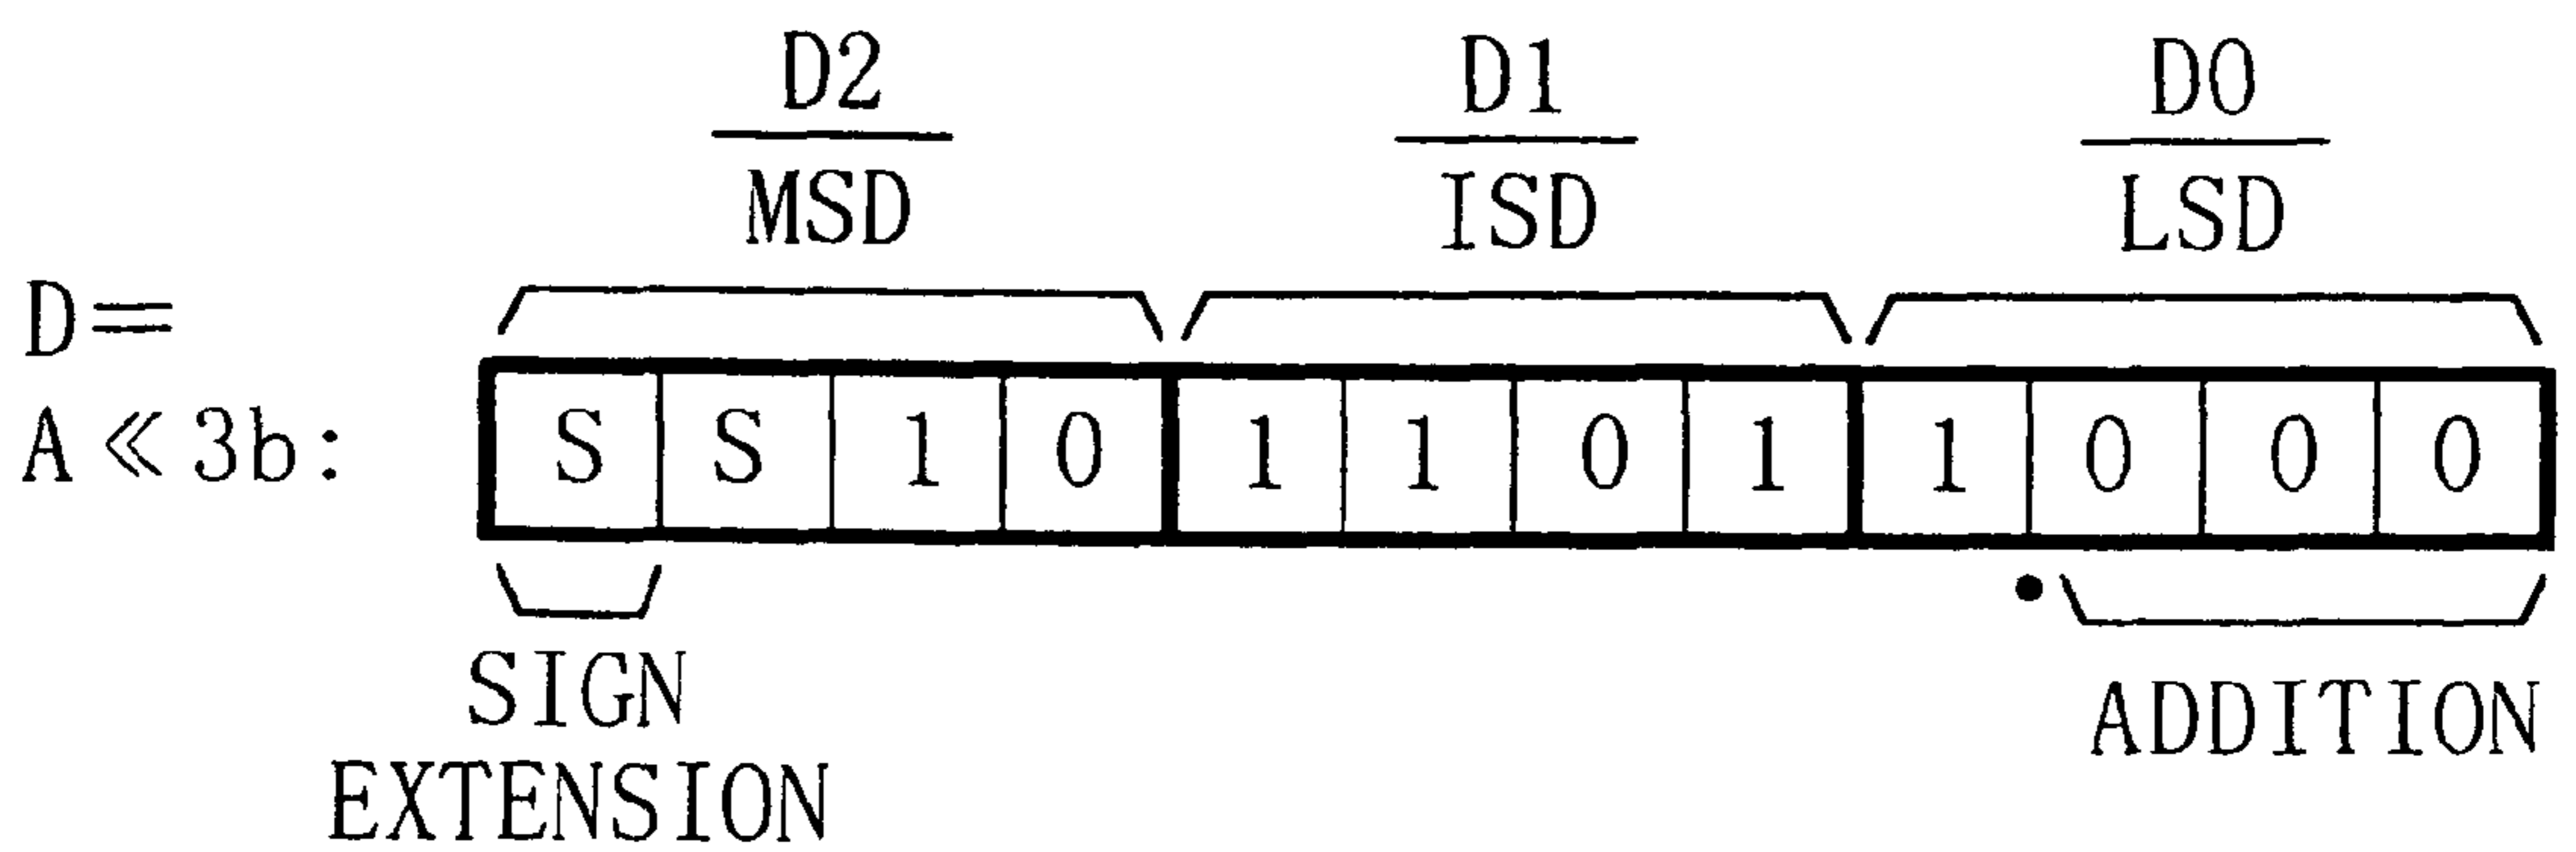 D2 D1 D0
MSD ISD LSD
D=
A≪3b: S S 1 0 1 1 0 1 1 0 0 0
SIGN ADDITION
EXTENSION